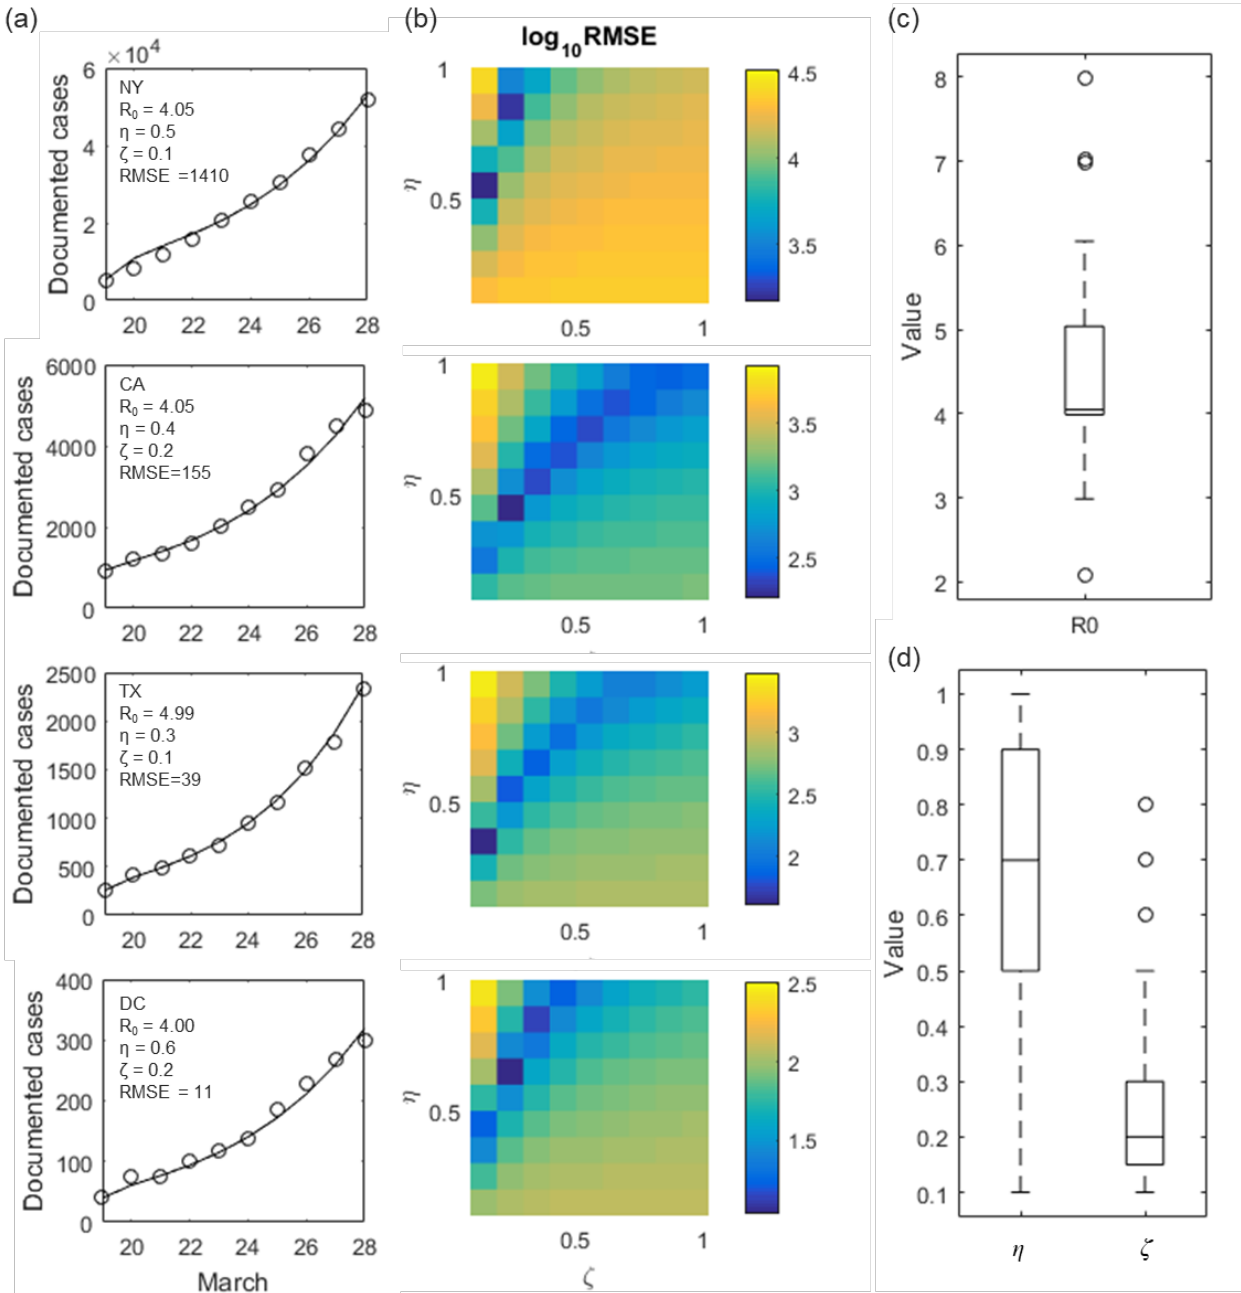 (a)
(b)
(c)
log10RMSE
× 10^4
6
4
2
0
Documented cases
NY
R0 = 4.05
η = 0.5
ζ = 0.1
RMSE =1410
20 22 24 26 28
1
0.5
η
0.5 1
4.5
4
3.5
6000
4000
2000
0
Documented cases
CA
R0 = 4.05
η = 0.4
ζ = 0.2
RMSE=155
20 22 24 26 28
1
0.5
η
0.5 1
3.5
3
2.5
2500
2000
1500
1000
500
0
Documented cases
TX
R0 = 4.99
η = 0.3
ζ = 0.1
RMSE=39
20 22 24 26 28
1
0.5
η
0.5 1
3
2.5
2
400
300
200
100
0
Documented cases
DC
R0 = 4.00
η = 0.6
ζ = 0.2
RMSE = 11
20 22 24 26 28
March
1
0.5
η
0.5 1
ζ
2.5
2
1.5
8
7
6
5
4
3
2
Value
R0
(d)
1
0.9
0.8
0.7
0.6
0.5
0.4
0.3
0.2
0.1
Value
η ζ